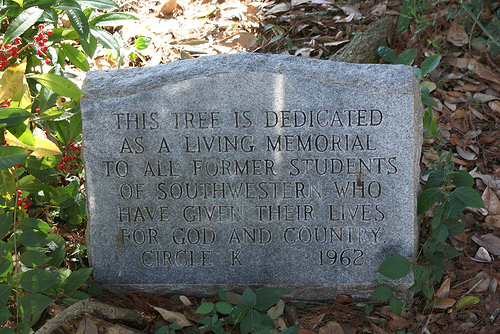 THIS TREE IS DEDICATED
AS A LIVING MEMORIAL
TO ALL FORMER STUDENTS
OF SOUTHWESTERN WHO
HAVE GIVEN THEIR LIVES
FOR GOD AND COUNTRY
CIRCLE K 1962